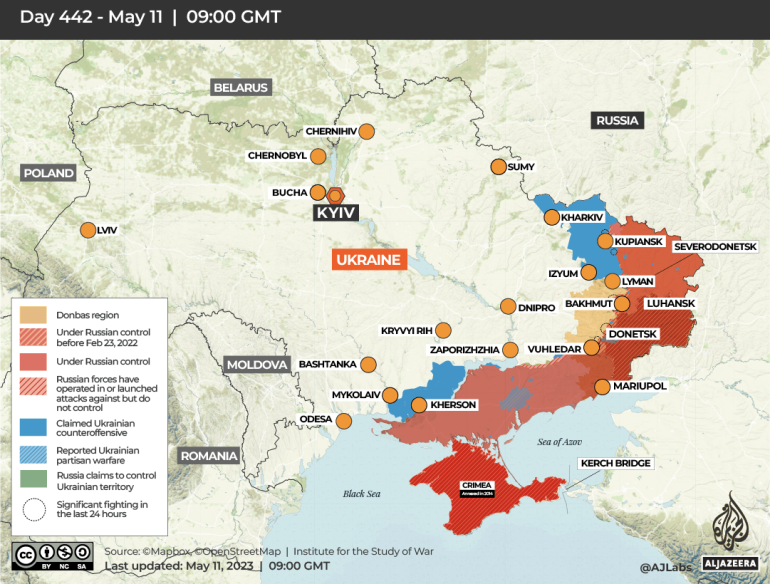 Day 442 - May 11 | 09:00 GMT
BELARUS
RUSSIA
CHERNIHIV
CHERNOBYL
SUMY
POLAND
BUCHA
KYIV
KHARKIV
LVIV
KUPIANSK
SEVERODONETSK
UKRAINE
IZYUM
LYMAN
BAKHMUT
LUHANSK
DNIPRO
KRYVYI RIH
DONETSK
ZAPORIZHZHIA
VUHLEDAR
MOLDOVA
BASHTANKA
MARIUPOL
MYKOLAIV
KHERSON
ODESA
ROMANIA
Sea of Azov
KERCH BRIDGE
CRIMEA
Annexed in 2014
Black Sea
Donbas region
Under Russian control
before Feb 23, 2022
Under Russian control
Russian forces have
operated in or launched
attacks against but do
not control
Claimed Ukrainian
counteroffensive
Reported Ukrainian
partisan warfare
Russia claims to control
Ukrainian territory
Significant fighting in
the last 24 hours
cc BY NC SA
Source: ©Mapbox, ©OpenStreetMap | Institute for the Study of War
Last updated: May 11, 2023 | 09:00 GMT
@AJLabs
ALJAZEERA